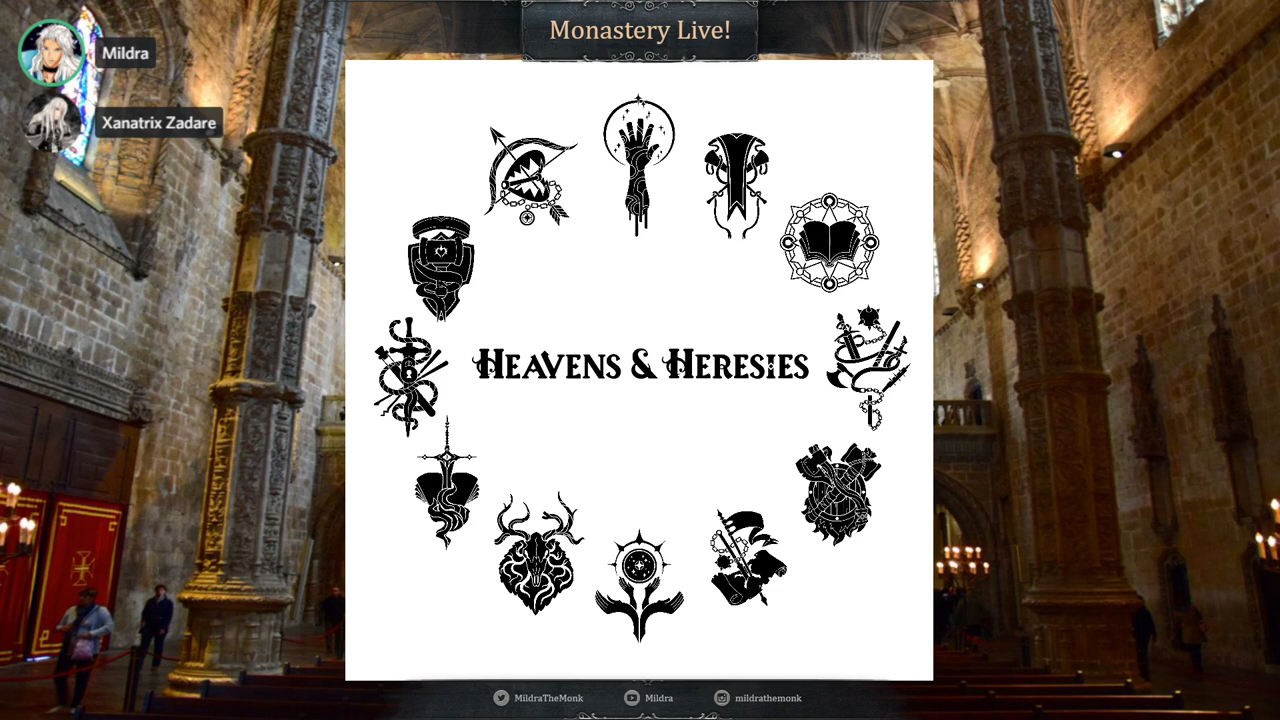 Monastery Live!
Mildra
Xanatrix Zadare
HEAVENS & HERESIES
MildraTheMonk
Mildra
mildrathemonk